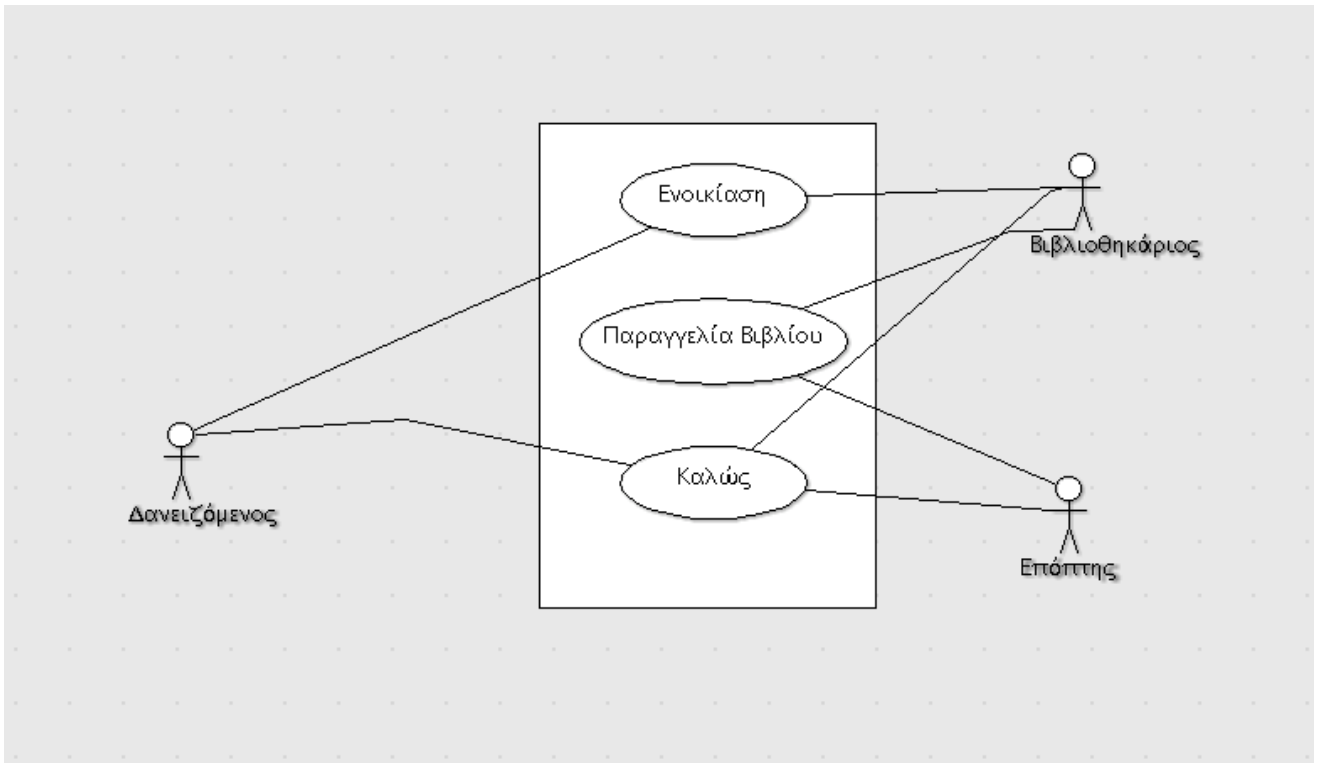 Ενοικίαση
Βιβλιοθηκάριος
Παραγγελία Βιβλίου
Καλώς
Δανειζόμενος
Επόπτης